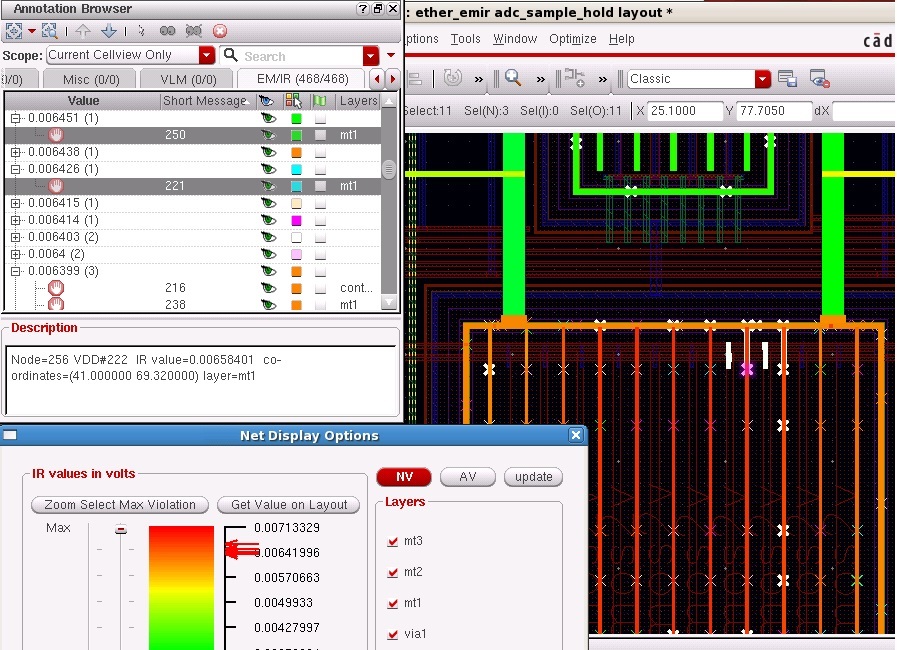 Annotation Browser
: ether_emir adc_sample_hold layout *
ptions Tools Window Optimize Help
cād
Scope: Current Cellview Only Search
Classic
/0) Misc (0/0) VLM (0/0) EM/IR (468/468)
Select:11 Sel(N):3 Sel(I):0 Sel(O):11 X 25.1000 Y 77.7050 dX
Value Short Message Layers
0.006451 (1)
250 mt1
0.006438 (1)
0.006426 (1)
221 mt1
0.006415 (1)
0.006414 (1)
0.006403 (2)
0.0064 (2)
0.006399 (3)
216 cont...
238 mt1
Description
Node=256 VDD#222 IR value=0.00658401 co-
ordinates=(41.000000 69.320000) layer=mt1
Net Display Options
IR values in volts
NV AV update
Zoom Select Max Violation Get Value on Layout
Layers
Max 0.00713329
mt3
0.00641996
mt2
0.00570663
mt1
0.0049933
0.00427997
via1